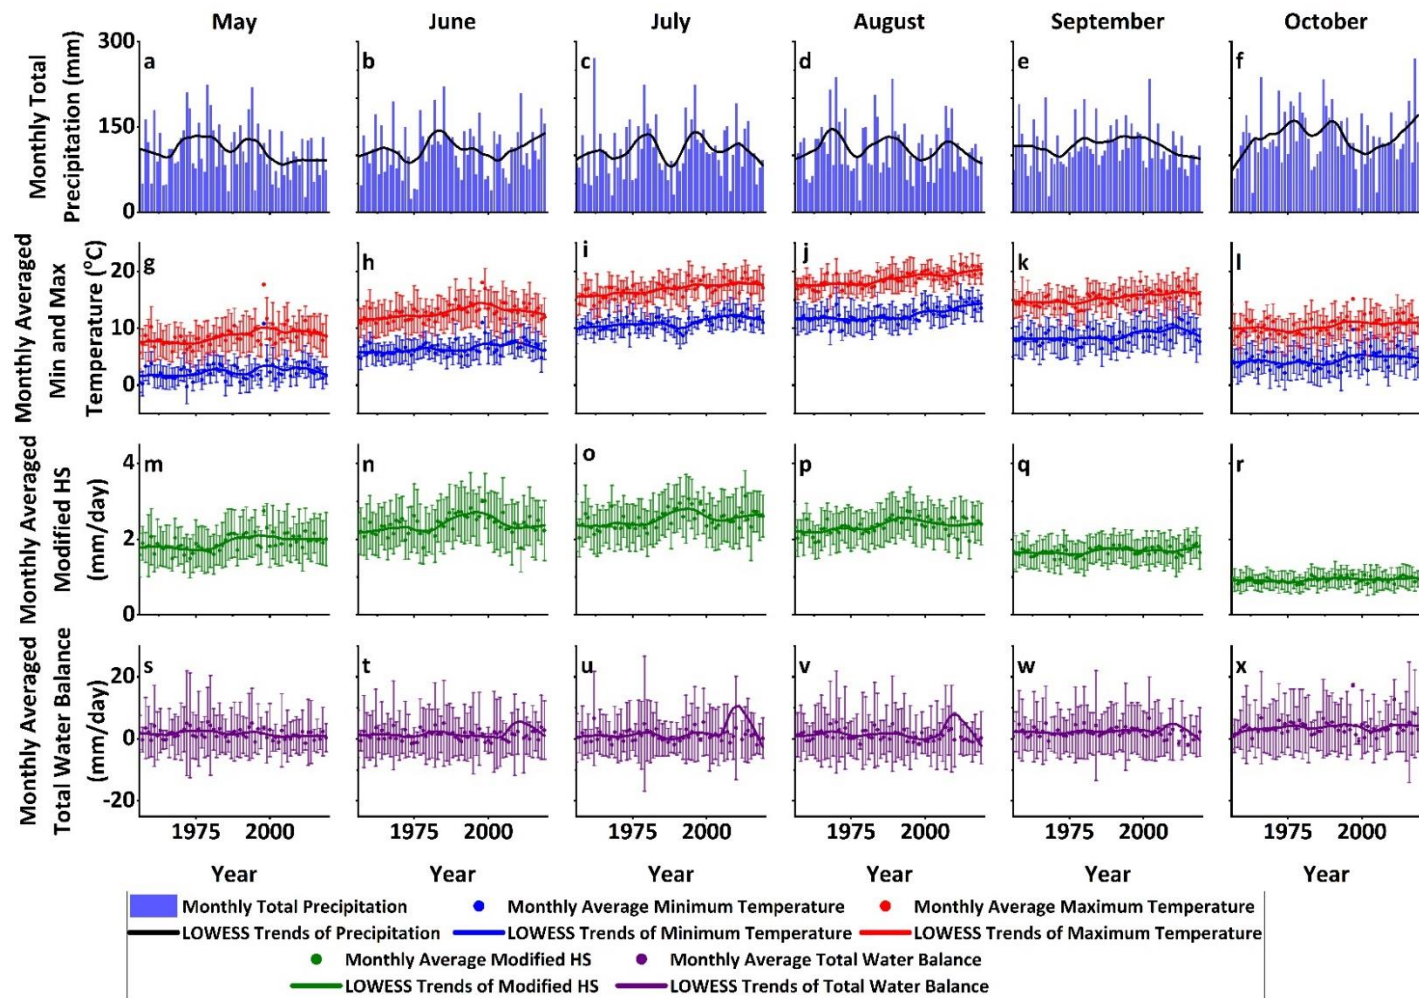 May June July August September October
Monthly Total
Precipitation (mm)
300
150
0
a b c d e f
Monthly Averaged
Min and Max
Temperature (°C)
20
10
0
g h i j k l
Monthly Averaged
Modified HS
(mm/day)
4
2
0
m n o p q r
Monthly Averaged
Total Water Balance
(mm/day)
20
0
-20
s t u v w x
1975 2000 1975 2000 1975 2000 1975 2000 1975 2000 1975 2000
Year Year Year Year Year Year
Monthly Total Precipitation Monthly Average Minimum Temperature Monthly Average Maximum Temperature
LOWESS Trends of Precipitation LOWESS Trends of Minimum Temperature LOWESS Trends of Maximum Temperature
Monthly Average Modified HS Monthly Average Total Water Balance
LOWESS Trends of Modified HS LOWESS Trends of Total Water Balance